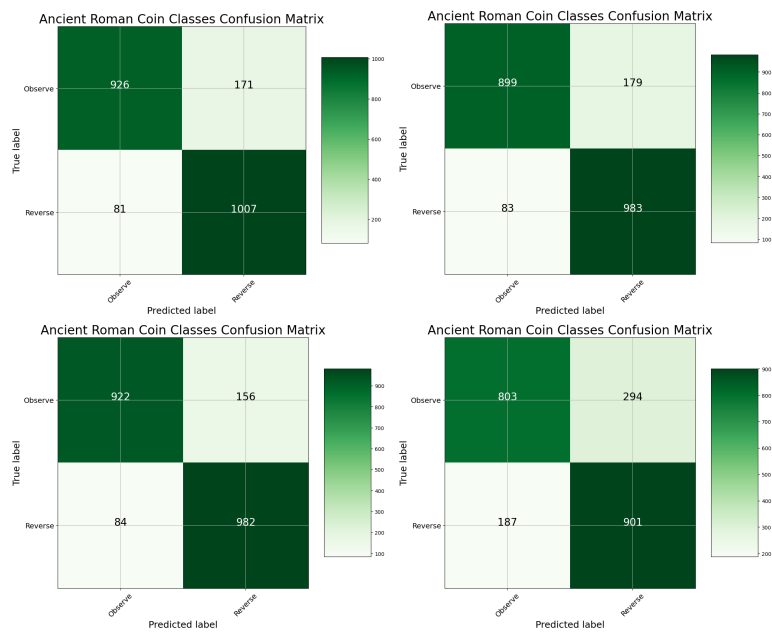 Ancient Roman Coin Classes Confusion Matrix
True label
Observe
Reverse
926
171
81
1007
Observe
Reverse
Predicted label
1000
800
600
400
200
Ancient Roman Coin Classes Confusion Matrix
True label
Observe
Reverse
899
179
83
983
Observe
Reverse
Predicted label
900
800
700
600
500
400
300
200
100
Ancient Roman Coin Classes Confusion Matrix
True label
Observe
Reverse
922
156
84
982
Observe
Reverse
Predicted label
900
800
700
600
500
400
300
200
100
Ancient Roman Coin Classes Confusion Matrix
True label
Observe
Reverse
803
294
187
901
Observe
Reverse
Predicted label
900
800
700
600
500
400
300
200